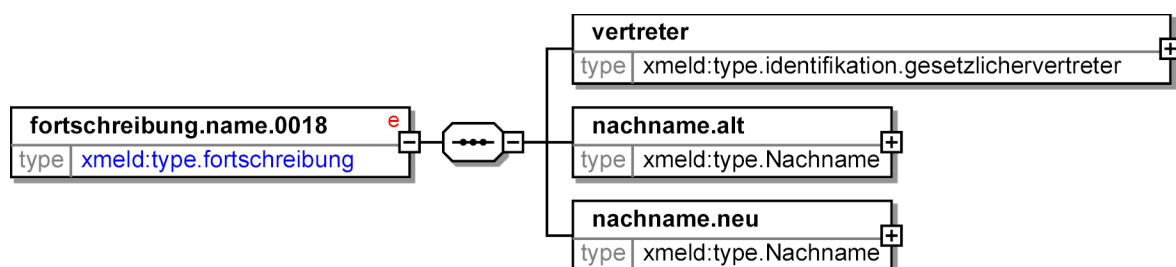 vertreter
type xmeld:type.identifikation.gesetzlichervertreter
fortschreibung.name.0018 e
type xmeld:type.fortschreibung
nachname.alt
type xmeld:type.Nachname
nachname.neu
type xmeld:type.Nachname